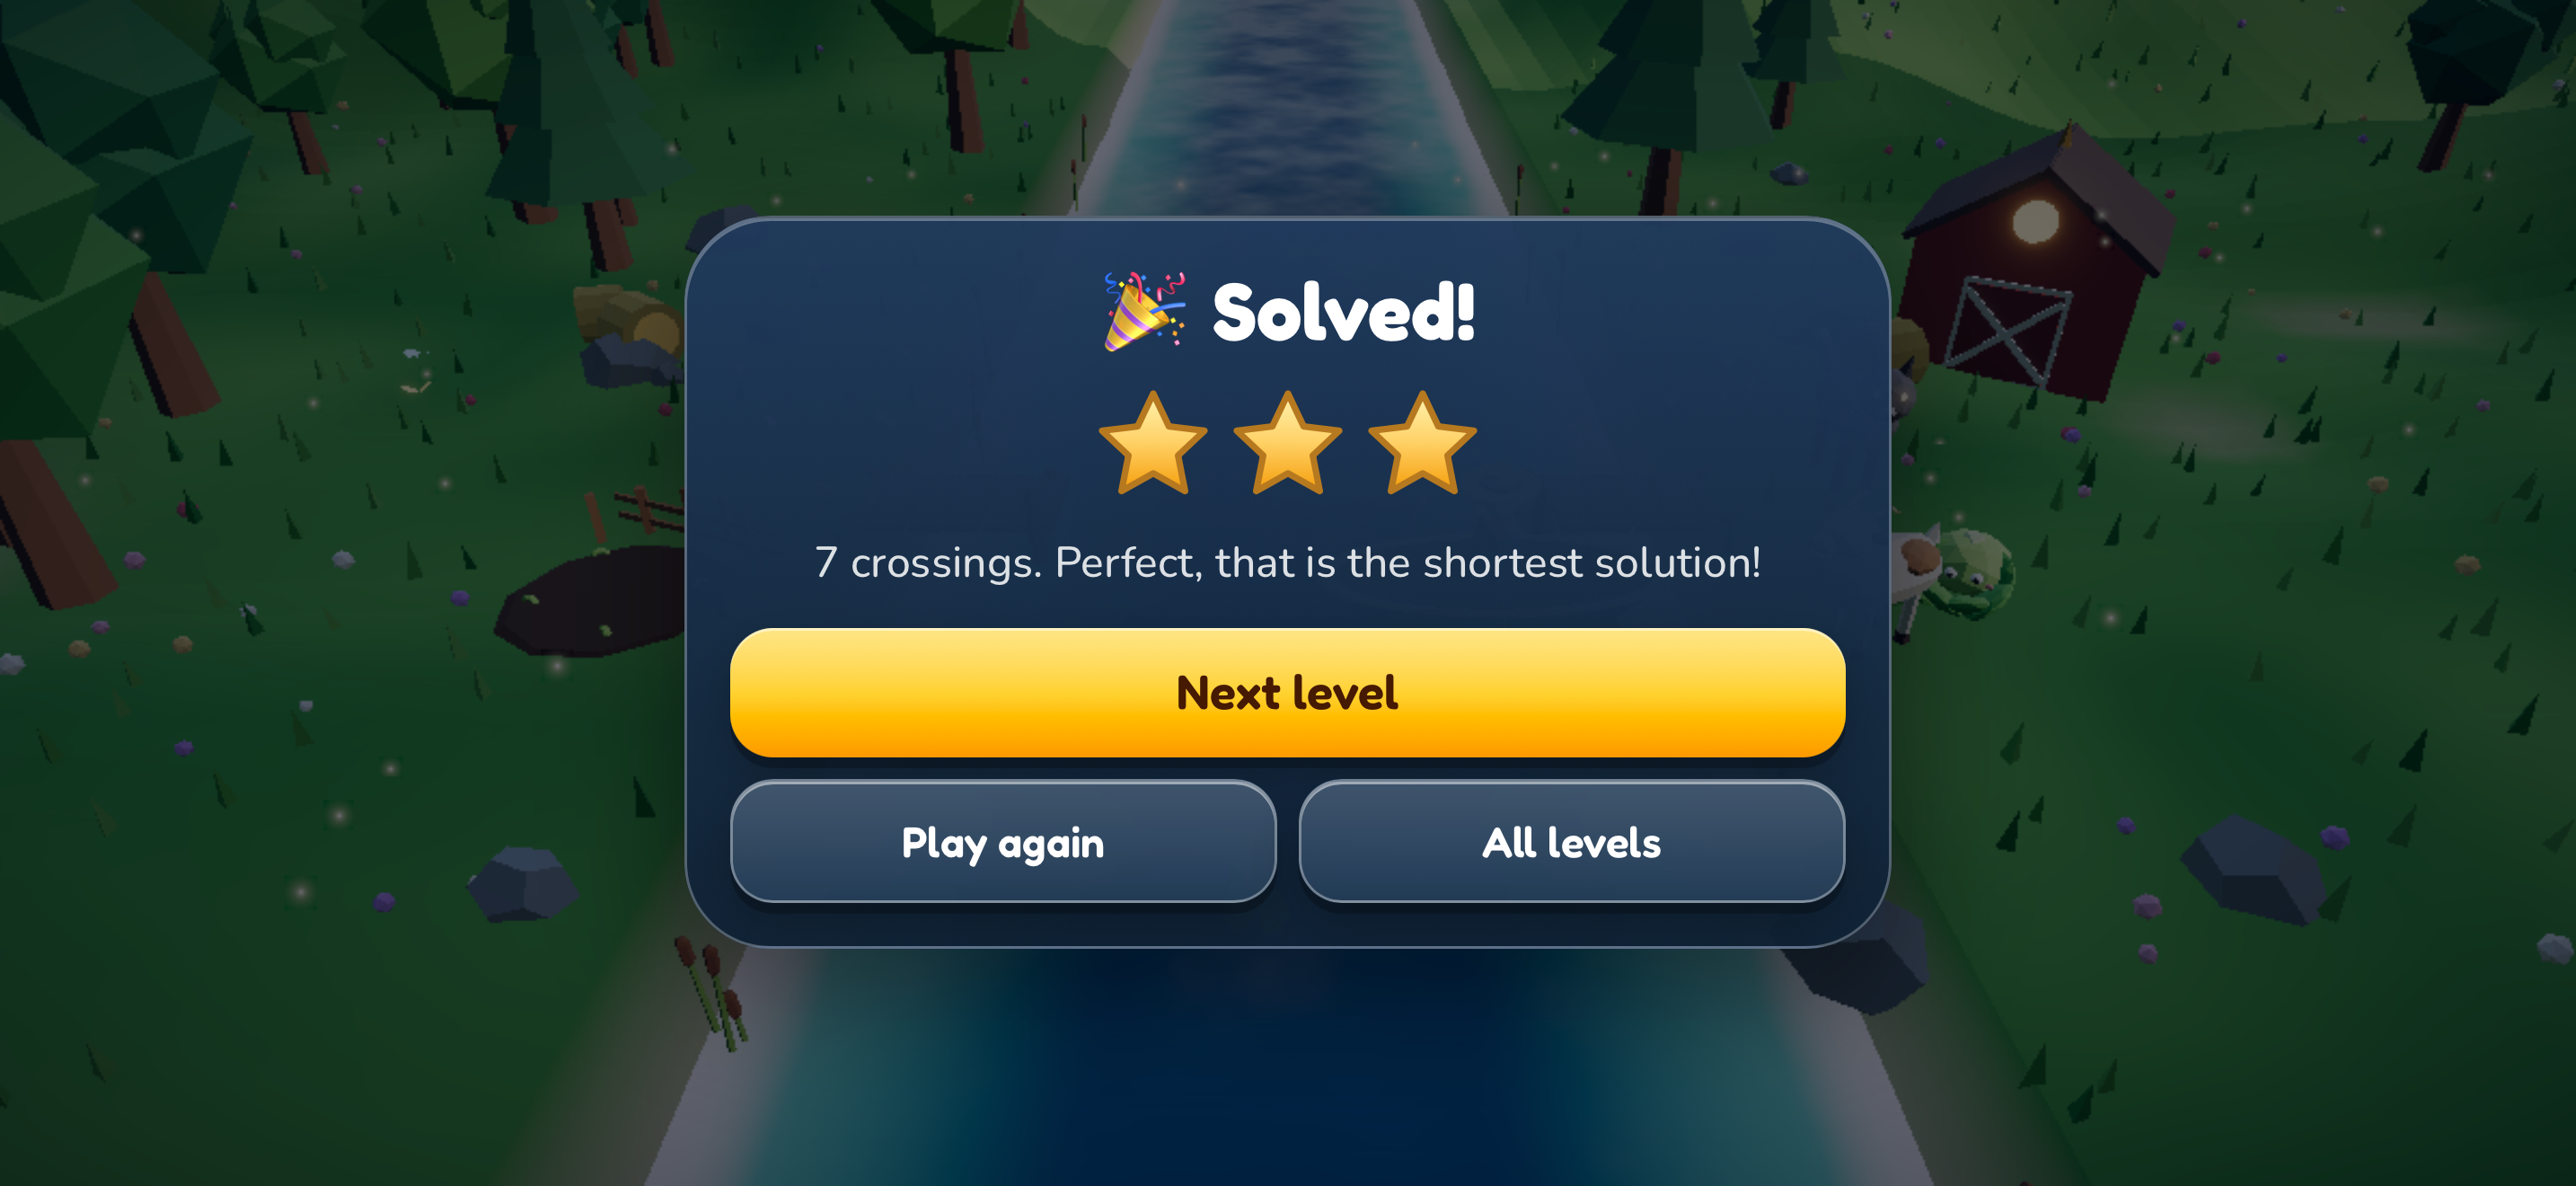 Solved!
7 crossings. Perfect, that is the shortest solution!
Next level
Play again
All levels